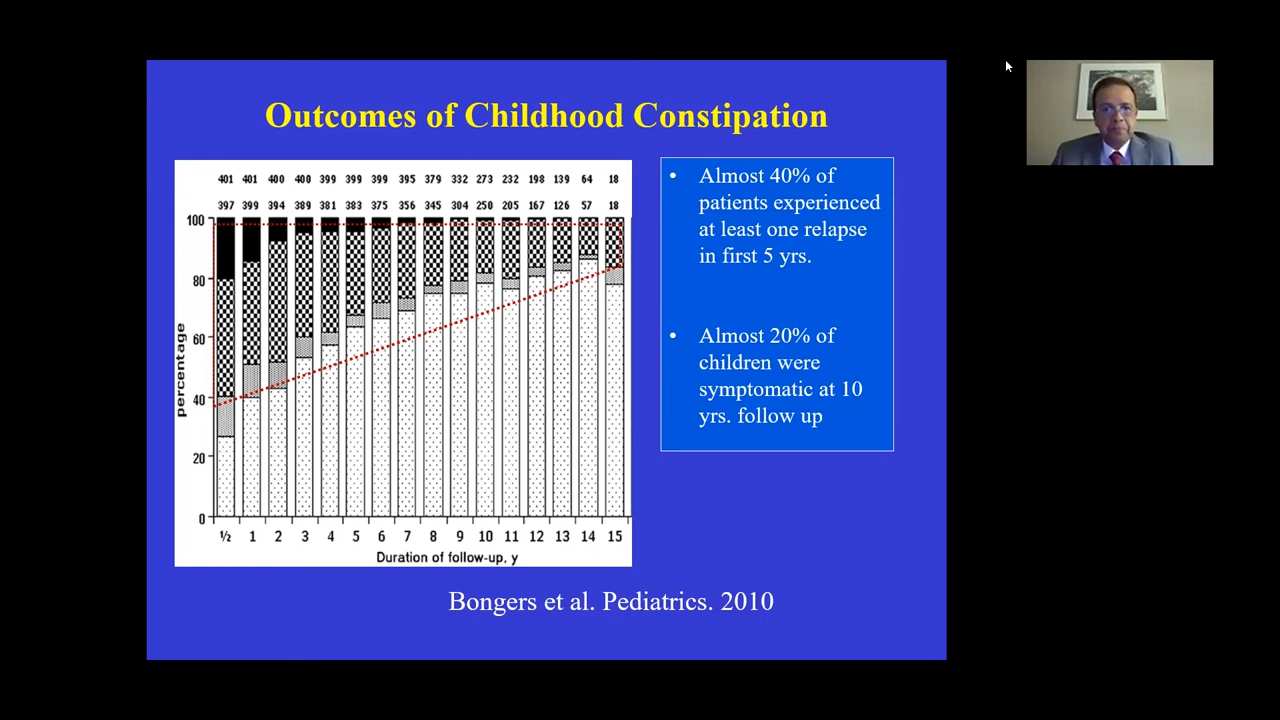 Outcomes of Childhood Constipation
401 401 400 400 399 399 399 395 379 332 273 232 198 139 64 18
397 399 394 389 381 383 375 356 345 304 250 205 167 126 57 18
100
80
60
40
20
0
percentage
½ 1 2 3 4 5 6 7 8 9 10 11 12 13 14 15
Duration of follow-up, y
• Almost 40% of
patients experienced
at least one relapse
in first 5 yrs.
• Almost 20% of
children were
symptomatic at 10
yrs. follow up
Bongers et al. Pediatrics. 2010